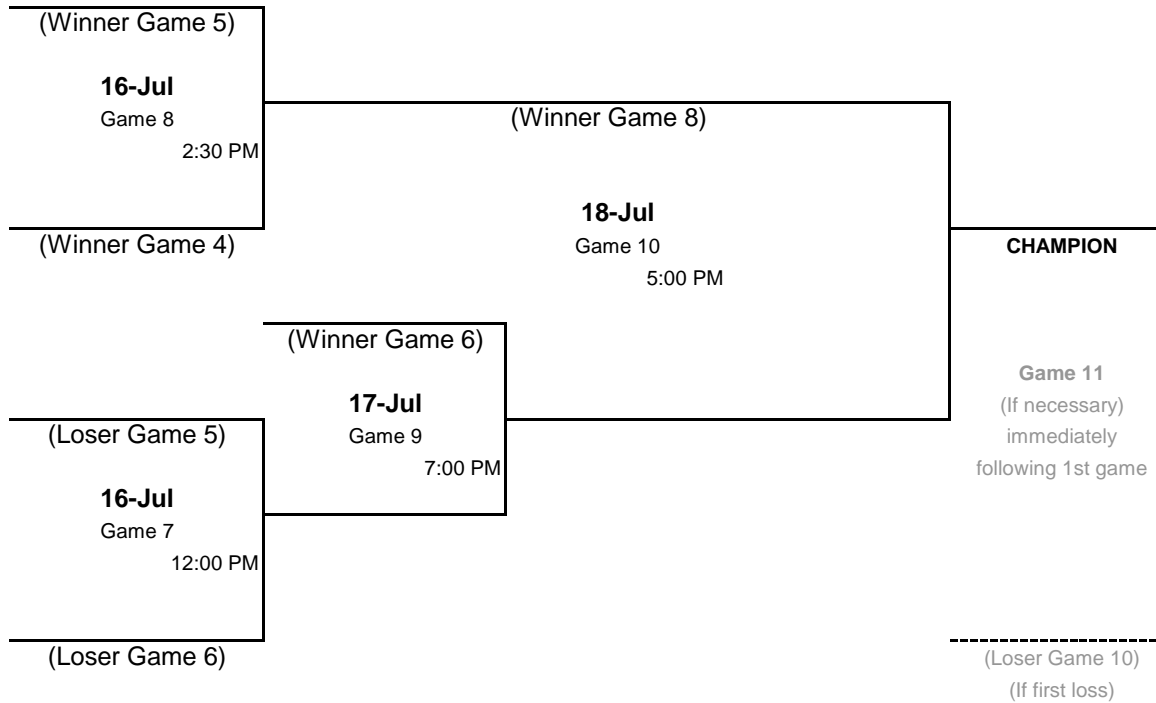 (Winner Game 5)
16-Jul
Game 8
2:30 PM
(Winner Game 4)
(Winner Game 8)
18-Jul
Game 10
5:00 PM
CHAMPION
(Winner Game 6)
17-Jul
Game 9
7:00 PM
(Loser Game 5)
16-Jul
Game 7
12:00 PM
(Loser Game 6)
Game 11
(If necessary)
immediately
following 1st game
(Loser Game 10)
(If first loss)